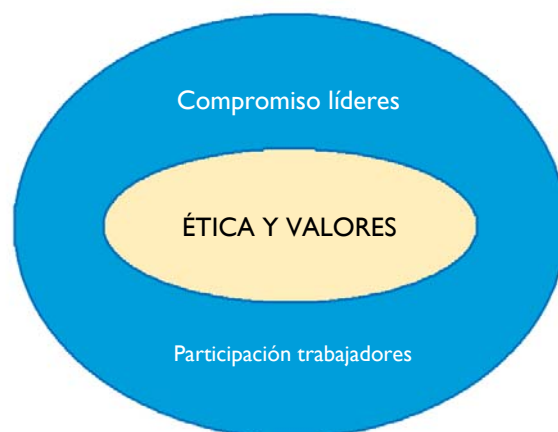 Compromiso líderes
ÉTICA Y VALORES
Participación trabajadores